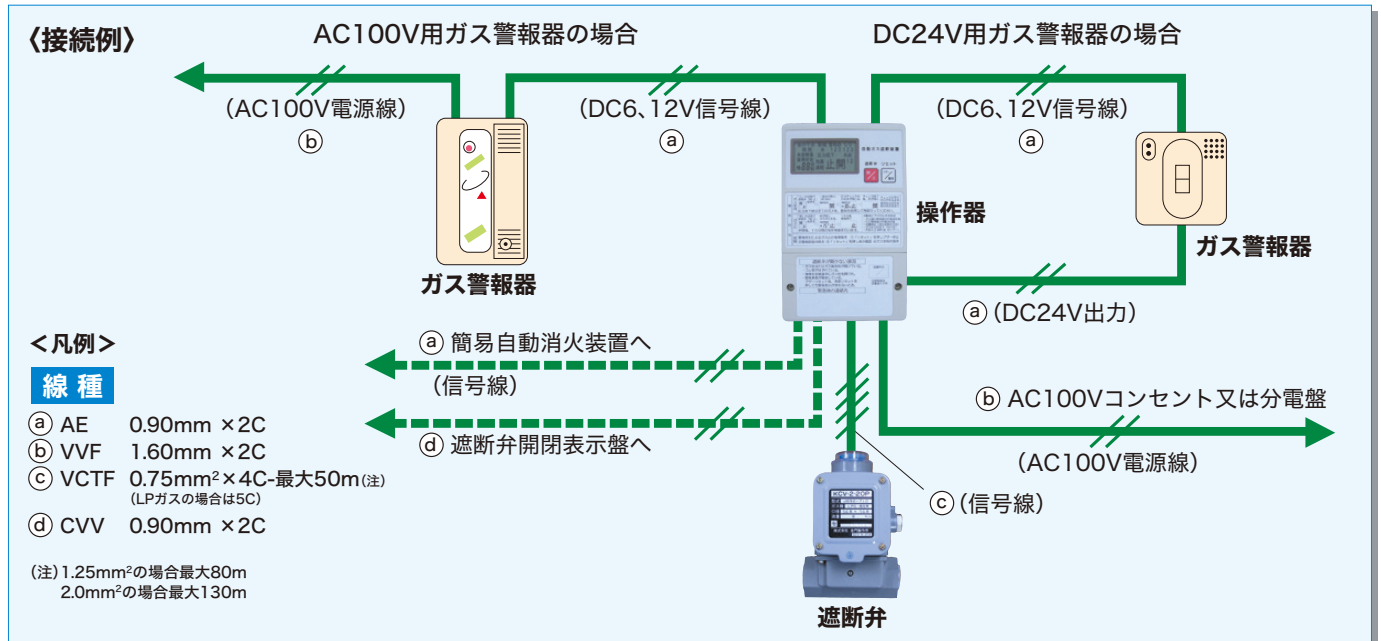 〈接続例〉
AC100V用ガス警報器の場合
DC24V用ガス警報器の場合
(AC100V電源線)
ⓑ
(DC6、12V信号線)
ⓐ
(DC6、12V信号線)
ⓐ
ガス警報器
操作器
ガス警報器
ⓐ(DC24V出力)
ⓐ 簡易自動消火装置へ
(信号線)
ⓓ 遮断弁開閉表示盤へ
ⓑ AC100Vコンセント又は分電盤
(AC100V電源線)
ⓒ(信号線)
KCV-2-20P
遮断弁
<凡例>
線種
ⓐ AE 0.90mm ×2C
ⓑ VVF 1.60mm ×2C
ⓒ VCTF 0.75mm²×4C-最大50m(注)
(LPガスの場合は5C)
ⓓ CVV 0.90mm ×2C
(注)1.25mm²の場合最大80m
2.0mm²の場合最大130m